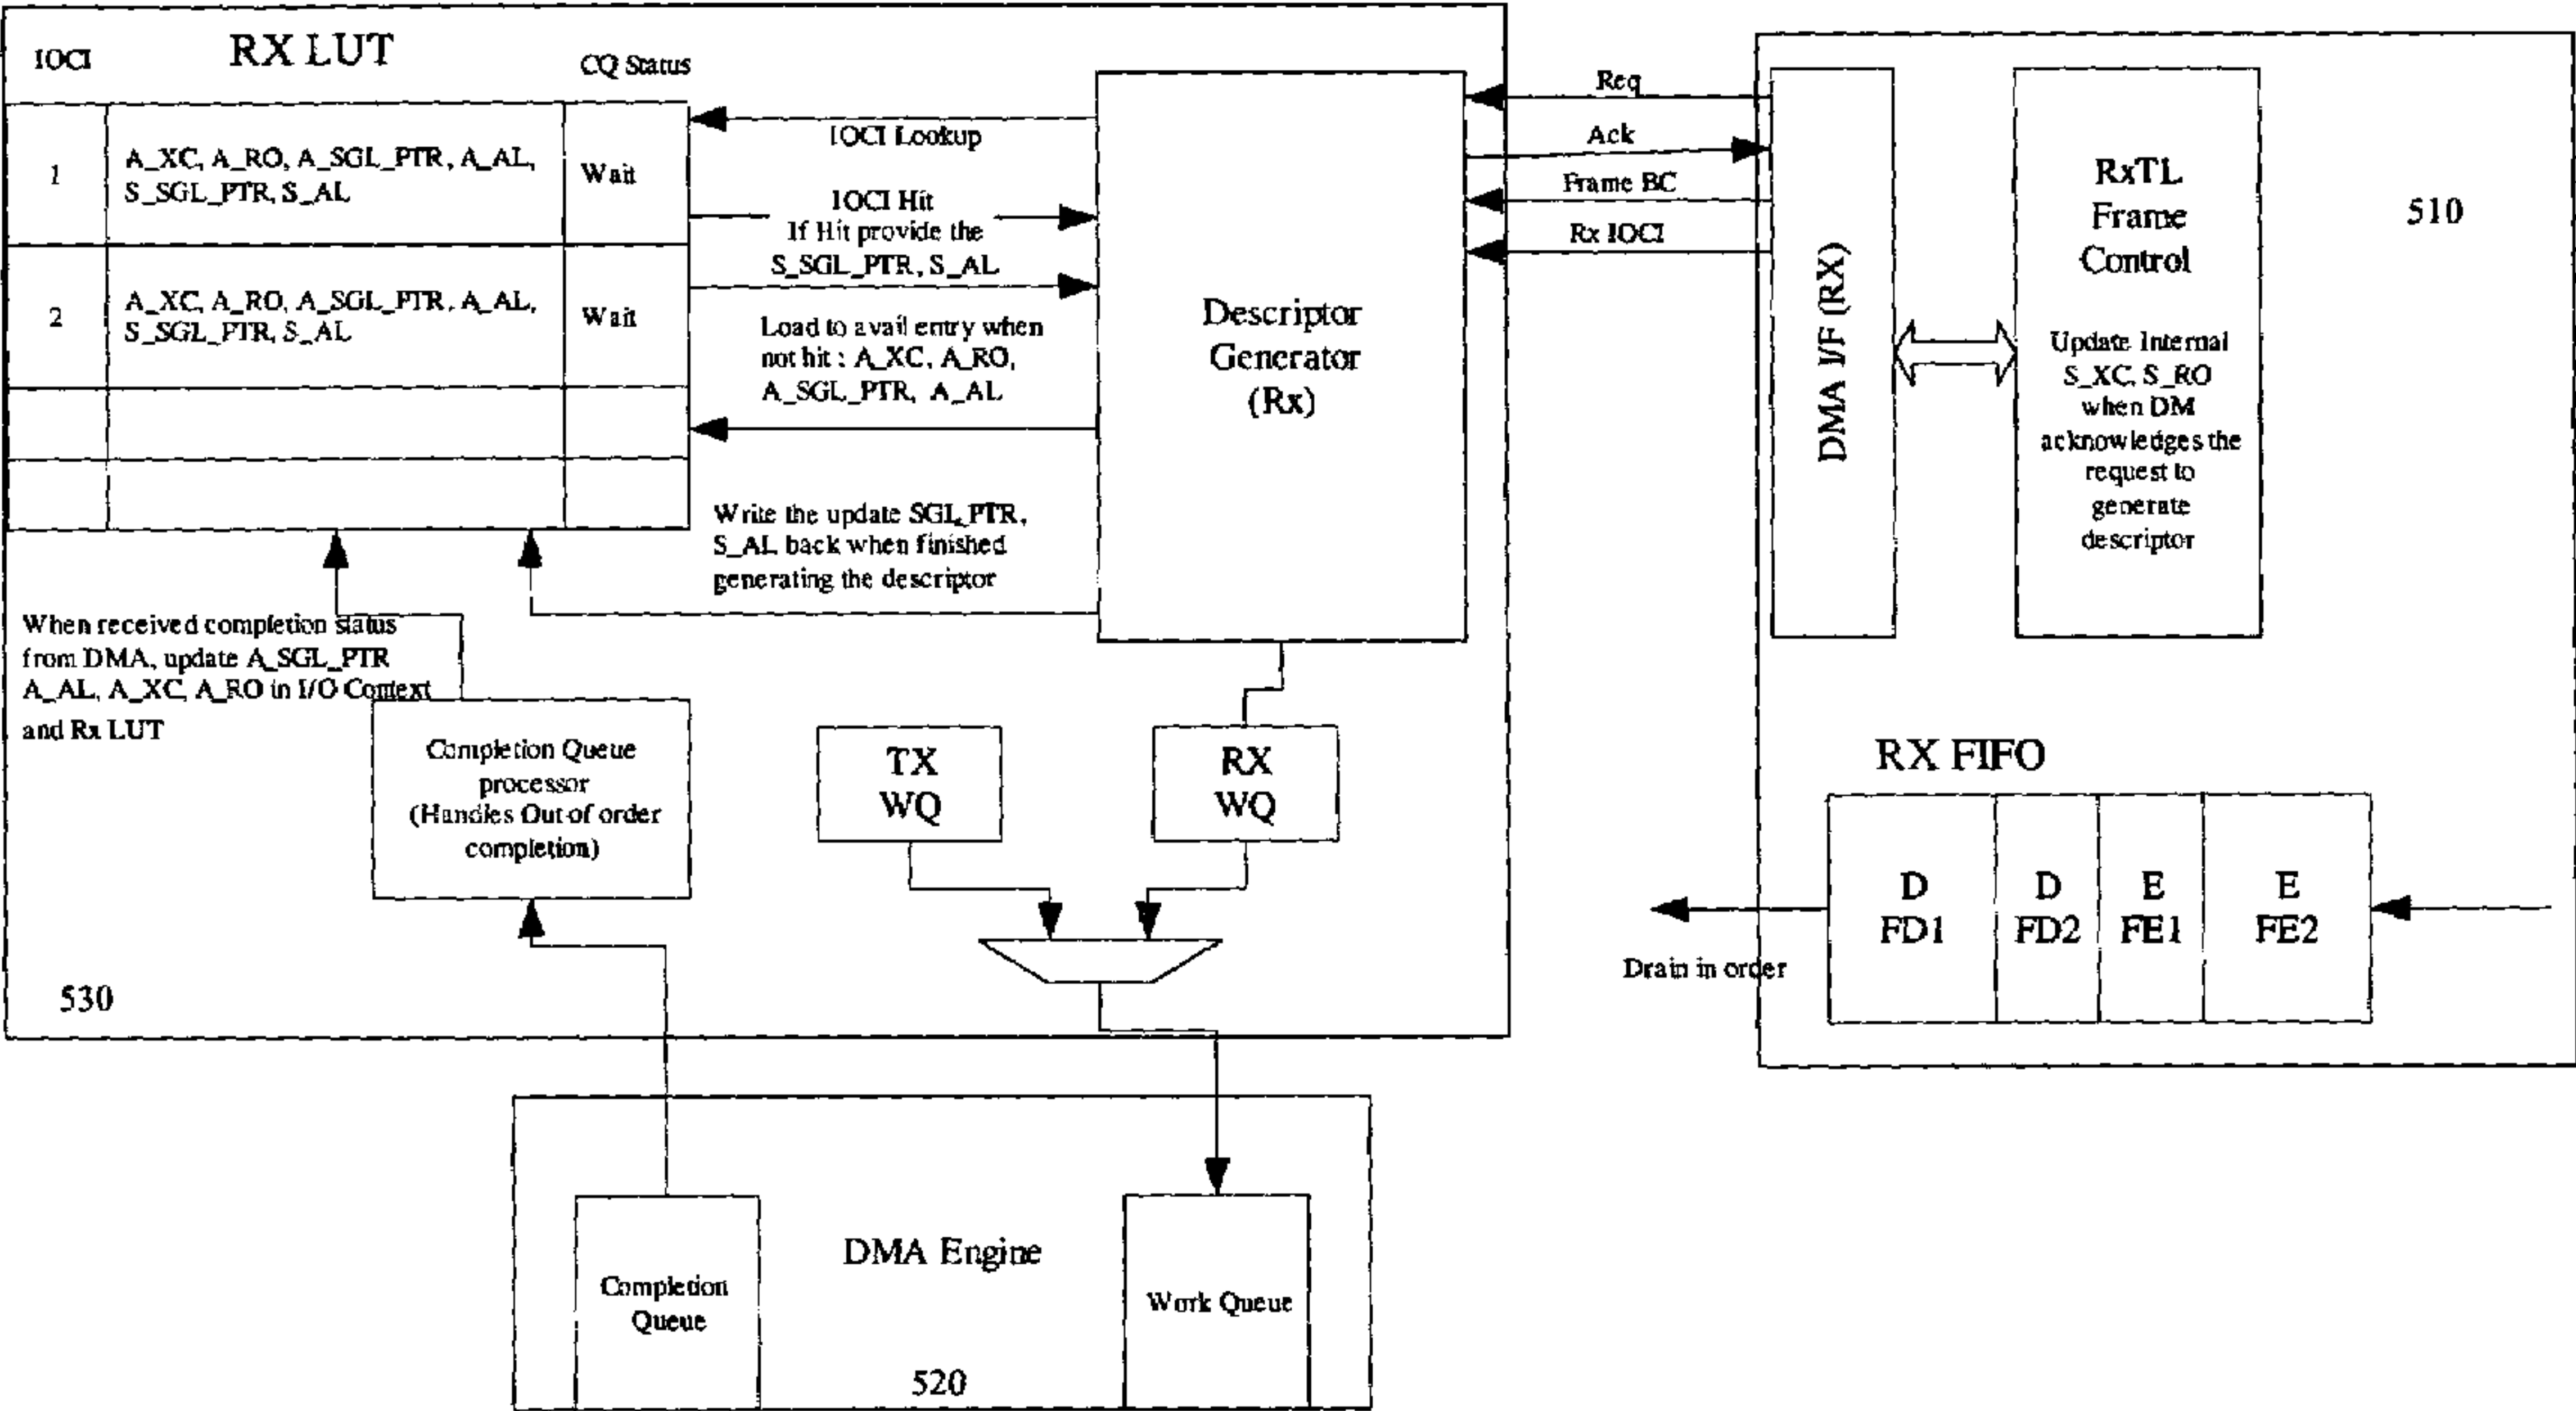 IOCI
RX LUT
CQ Status
1
A_XC, A_RO, A_SGL_PTR, A_AL,
S_SGL_PTR, S_AL
Wait
2
A_XC, A_RO, A_SGL_PTR, A_AL,
S_SGL_PTR, S_AL
Wait
IOCI Lookup
IOCI Hit
If Hit provide the
S_SGL_PTR, S_AL
Load to avail entry when
not hit : A_XC, A_RO,
A_SGL_PTR, A_AL
Write the update SGL_PTR,
S_AL back when finished
generating the descriptor
Descriptor
Generator
(Rx)
Req
Ack
Frame BC
Rx IOCI
DMA I/F (RX)
RxTL
Frame
Control
Update Internal
S_XC, S_RO
when DM
acknowledges the
request to
generate
descriptor
510
When received completion status
from DMA, update A_SGL_PTR
A_AL, A_XC, A_RO in I/O Context
and Rx LUT
Completion Queue
processor
(Handles Out of order
completion)
TX
WQ
RX
WQ
530
RX FIFO
D
FD1
D
FD2
E
FE1
E
FE2
Drain in order
DMA Engine
Completion
Queue
Work Queue
520